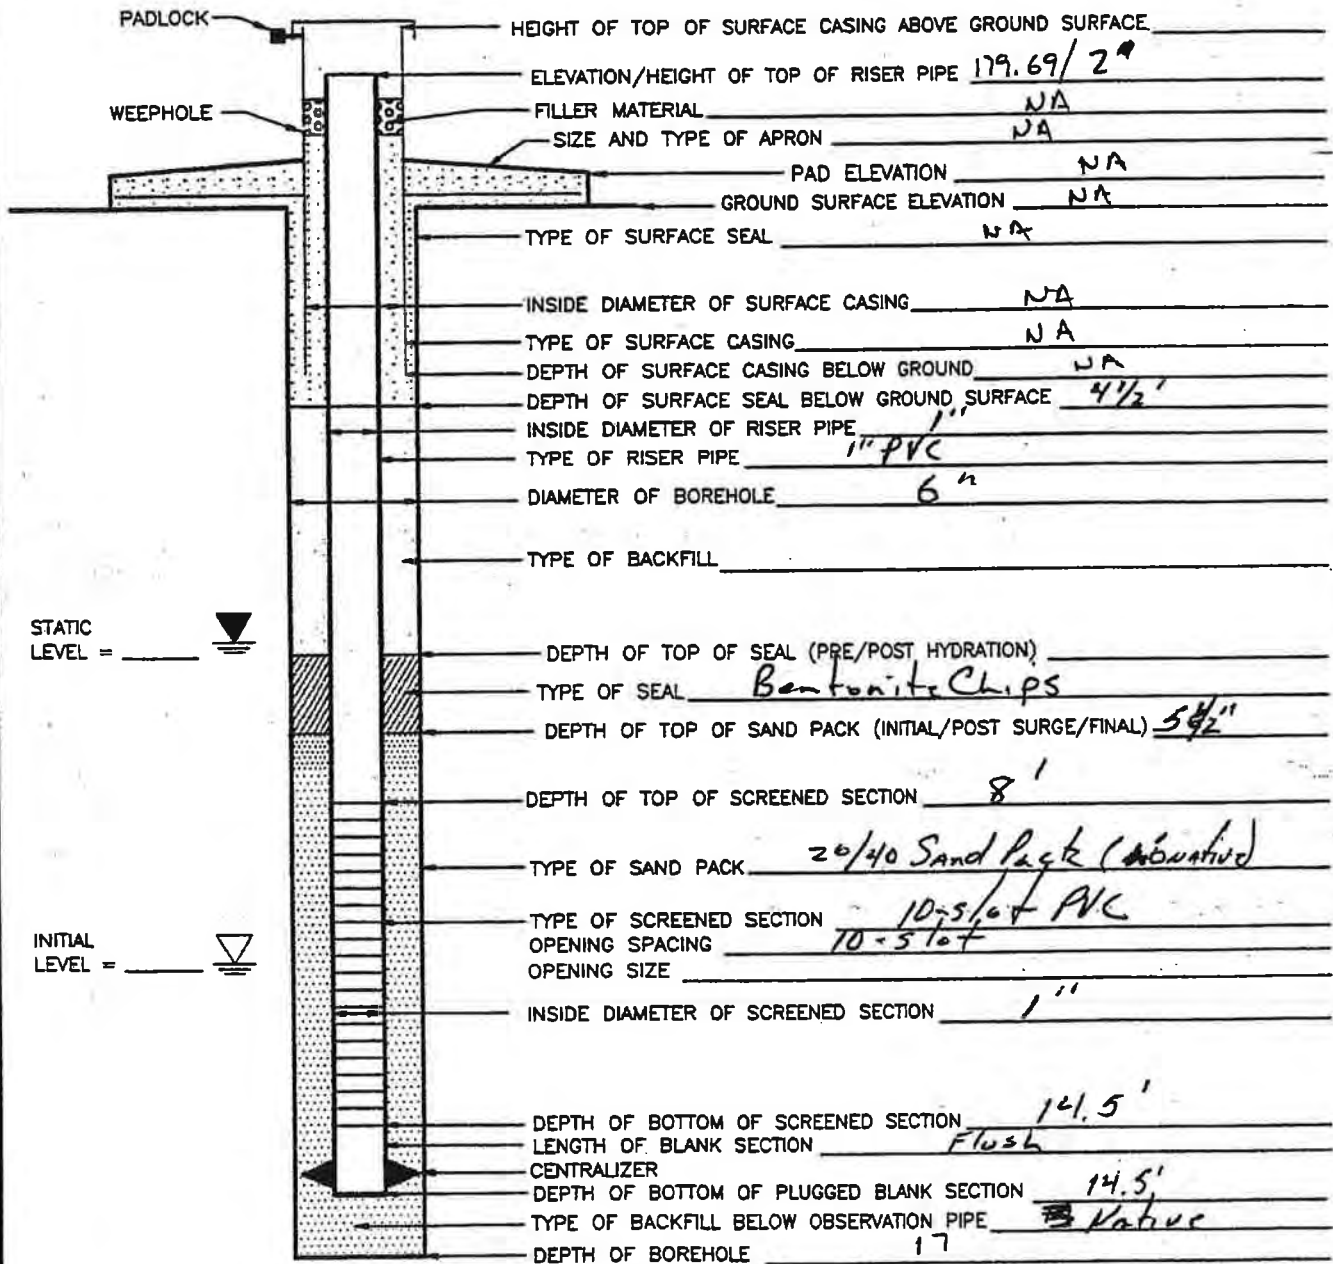 PADLOCK
HEIGHT OF TOP OF SURFACE CASING ABOVE GROUND SURFACE
ELEVATION/HEIGHT OF TOP OF RISER PIPE 179.69/ 2"
WEEPHOLE
FILLER MATERIAL NA
SIZE AND TYPE OF APRON NA
PAD ELEVATION NA
GROUND SURFACE ELEVATION NA
TYPE OF SURFACE SEAL NA
INSIDE DIAMETER OF SURFACE CASING NA
TYPE OF SURFACE CASING NA
DEPTH OF SURFACE CASING BELOW GROUND NA
DEPTH OF SURFACE SEAL BELOW GROUND SURFACE 4 1/2'
INSIDE DIAMETER OF RISER PIPE 1"
TYPE OF RISER PIPE 1" PVC
DIAMETER OF BOREHOLE 6"
TYPE OF BACKFILL
STATIC
LEVEL =
DEPTH OF TOP OF SEAL (PRE/POST HYDRATION)
TYPE OF SEAL Bentonite Chips
DEPTH OF TOP OF SAND PACK (INITIAL/POST SURGE/FINAL)
DEPTH OF TOP OF SCREENED SECTION 8'
TYPE OF SAND PACK 20/40 Sand Pack
TYPE OF SCREENED SECTION 10-slot PVC
OPENING SPACING 10-slot
INITIAL
LEVEL =
OPENING SIZE
INSIDE DIAMETER OF SCREENED SECTION 1"
DEPTH OF BOTTOM OF SCREENED SECTION 14.5'
LENGTH OF BLANK SECTION Flush
CENTRALIZER
DEPTH OF BOTTOM OF PLUGGED BLANK SECTION 14.5'
TYPE OF BACKFILL BELOW OBSERVATION PIPE Native
DEPTH OF BOREHOLE 17